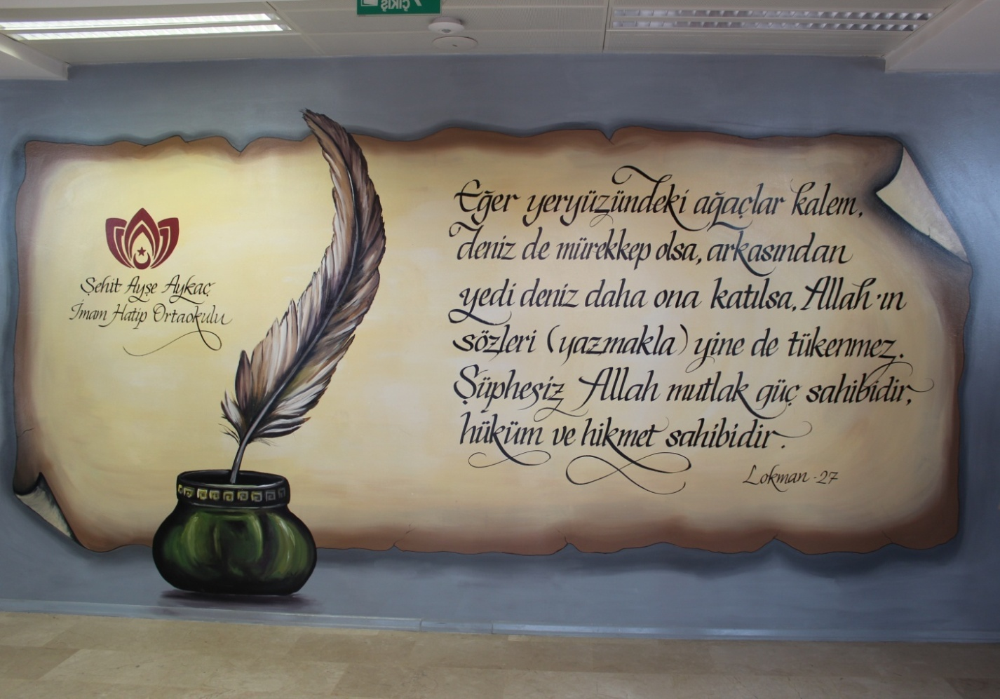 ÇIKIŞ
Şehit Ayşe Aykaç
İmam Hatip Ortaokulu
Eğer yeryüzündeki ağaçlar kalem,
deniz de mürekkep olsa, arkasından
yedi deniz daha ona katılsa, Allah'ın
sözleri (yazmakla) yine de tükenmez.
Şüphesiz Allah mutlak güç sahibidir,
hüküm ve hikmet sahibidir.
Lokman - 27